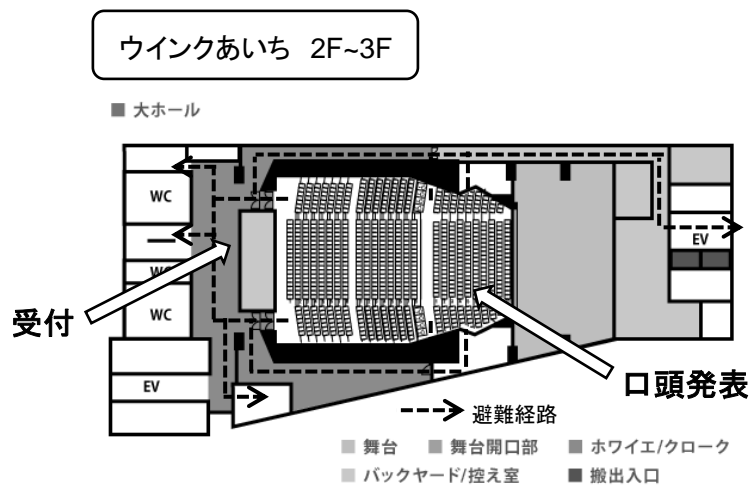 ウインクあいち 2F~3F
■ 大ホール
WC
WC
WC
EV
EV
受付
口頭発表
避難経路
■ 舞台 ■ 舞台開口部 ■ ホワイエ/クローク
■ バックヤード/控え室 ■ 搬出入口